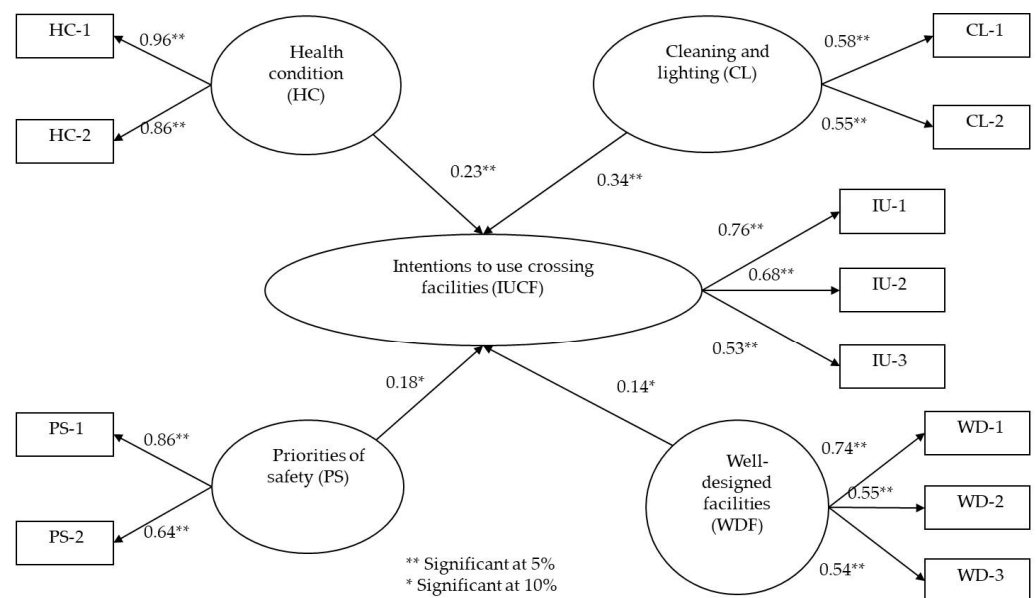 HC-1
0.96**
HC-2
0.86**
Health
condition
(HC)
Cleaning and
lighting (CL)
0.58**
CL-1
0.55**
CL-2
0.23**
0.34**
Intentions to use crossing
facilities (IUCF)
0.76**
IU-1
0.68**
IU-2
0.53**
IU-3
0.18*
0.14*
PS-1
0.86**
PS-2
0.64**
Priorities of
safety (PS)
Well-
designed
facilities
(WDF)
0.74**
WD-1
0.55**
WD-2
0.54**
WD-3
** Significant at 5%
* Significant at 10%